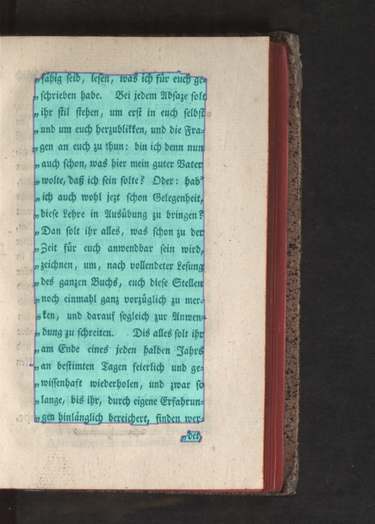 „fähig seid, lesen, was ich für euch ge-
„schrieben habe. Bei jedem Absaze solt
„ihr stil stehen, um erst in euch selbst
„und um euch herzublikken, und die Fra-
„gen an euch zu thun: bin ich denn nun
„auch schon, was hier mein guter Vater
„wolte, daß ich sein solte? Oder: hab'
„ich auch wohl jezt schon Gelegenheit,
„diese Lehre in Ausübung zu bringen?
„Dan solt ihr alles, was schon zu der
„Zeit für euch anwendbar sein wird,
„zeichnen, um, nach vollendeter Lesung
„des ganzen Buchs, euch diese Stellen
„noch einmahl ganz vorzüglich zu mer-
„ken, und darauf sogleich zur Anwen-
„dung zu schreiten. Dis alles solt ihr
„am Ende eines jeden halben Jahrs
„an bestimten Tagen feierlich und ge-
„wissenhaft wiederholen, und zwar so
„lange, bis ihr, durch eigene Erfahrun-
„gen hinlänglich bereichert, finden wer-
„det,